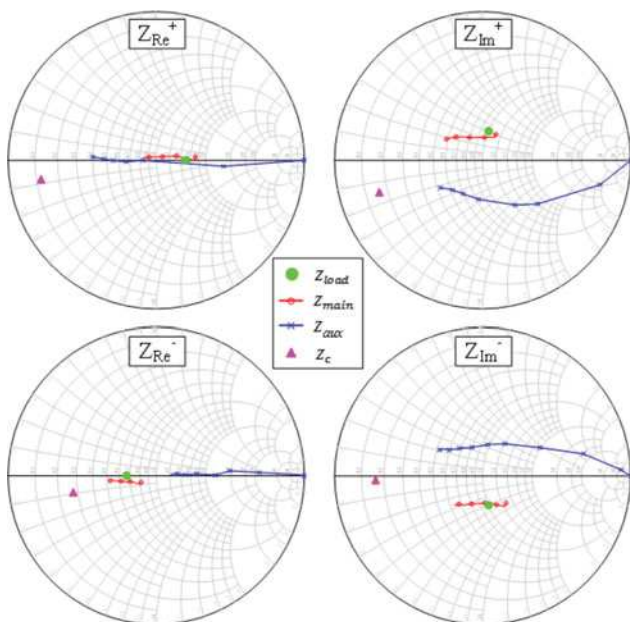 Z_Re^+
Z_Im^+
Z_load
Z_main
Z_aux
Z_c
Z_Re^-
Z_Im^-